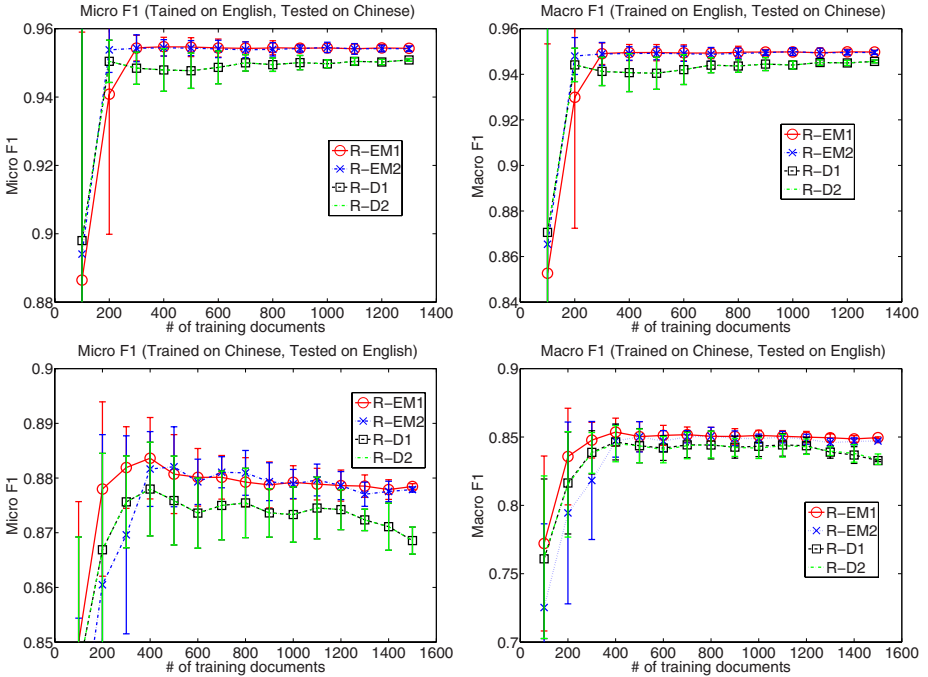 Micro F1 (Tained on English, Tested on Chinese)
0.96
0.94
0.92
0.9
0.88
Micro F1
R−EM1
R−EM2
R−D1
R−D2
0 200 400 600 800 1000 1200 1400
# of training documents
Macro F1 (Trained on English, Tested on Chinese)
0.96
0.94
0.92
0.9
0.88
0.86
0.84
Macro F1
R−EM1
R−EM2
R−D1
R−D2
0 200 400 600 800 1000 1200 1400
# of training documents
Micro F1 (Trained on Chinese, Tested on English)
0.9
0.89
0.88
0.87
0.86
0.85
Micro F1
R−EM1
R−EM2
R−D1
R−D2
0 200 400 600 800 1000 1200 1400 1600
# of training documents
Macro F1 (Trained on Chinese, Tested on English)
0.9
0.85
0.8
0.75
0.7
Macro F1
R−EM1
R−EM2
R−D1
R−D2
0 200 400 600 800 1000 1200 1400 1600
# of training documents